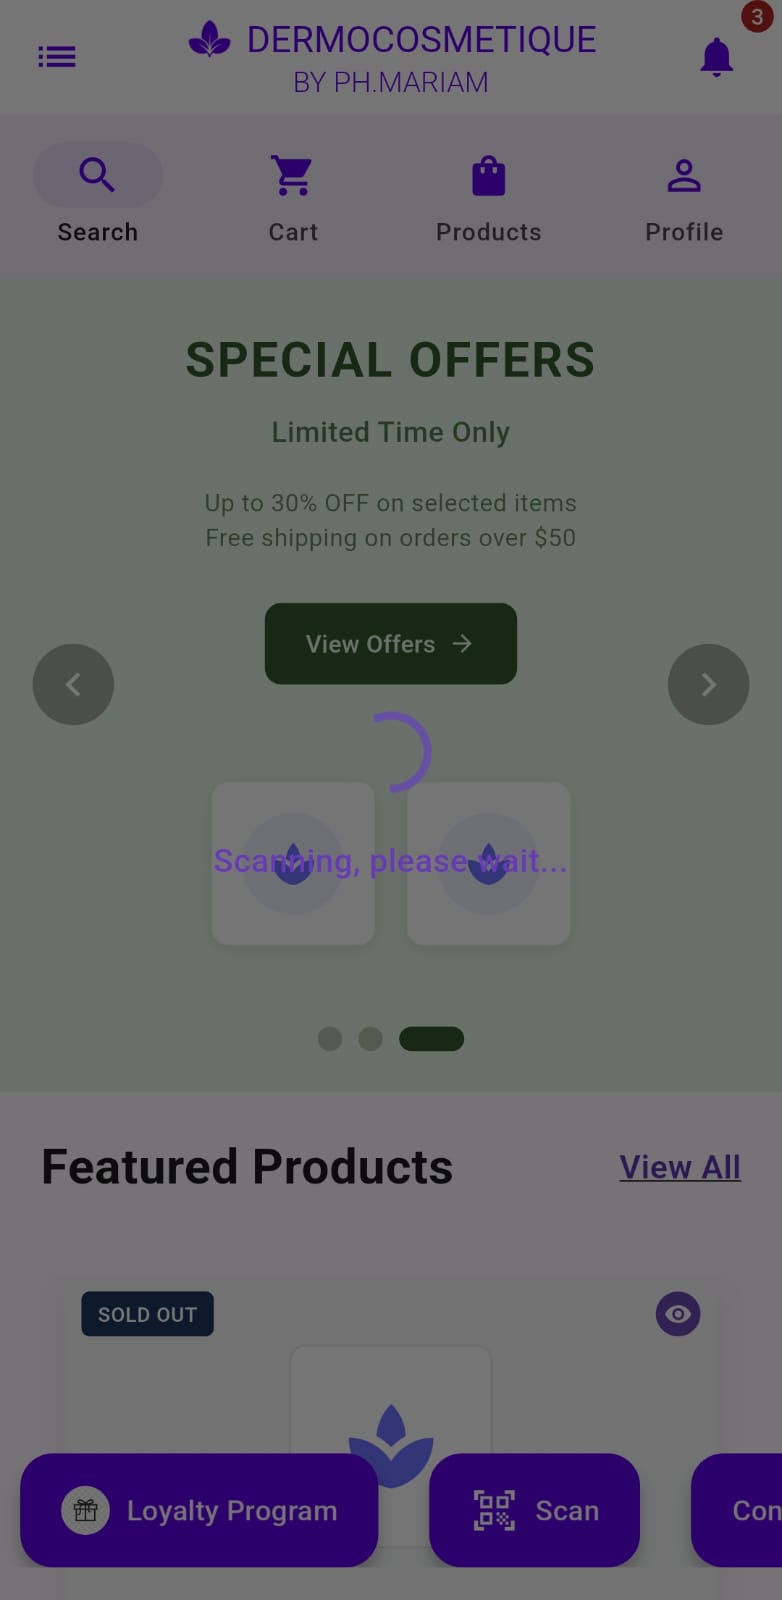 DERMOCOSMETIQUE
3
BY PH.MARIAM
Search
Cart
Products
Profile
SPECIAL OFFERS
Limited Time Only
Up to 30% OFF on selected items
Free shipping on orders over $50
View Offers
Scanning, please wait...
Featured Products
View All
SOLD OUT
Loyalty Program
Scan
Con